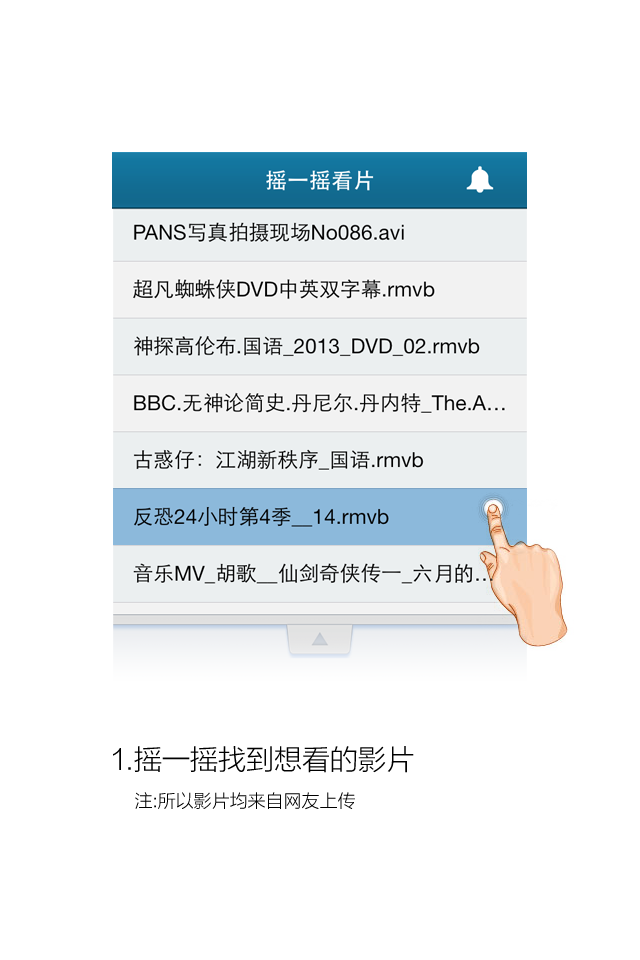 摇一摇看片
PANS写真拍摄现场No086.avi
超凡蜘蛛侠DVD中英双字幕.rmvb
神探高伦布.国语_2013_DVD_02.rmvb
BBC.无神论简史.丹尼尔.丹内特_The.A...
古惑仔：江湖新秩序_国语.rmvb
反恐24小时第4季__14.rmvb
音乐MV_胡歌__仙剑奇侠传一_六月的...
1.摇一摇找到想看的影片
注:所以影片均来自网友上传